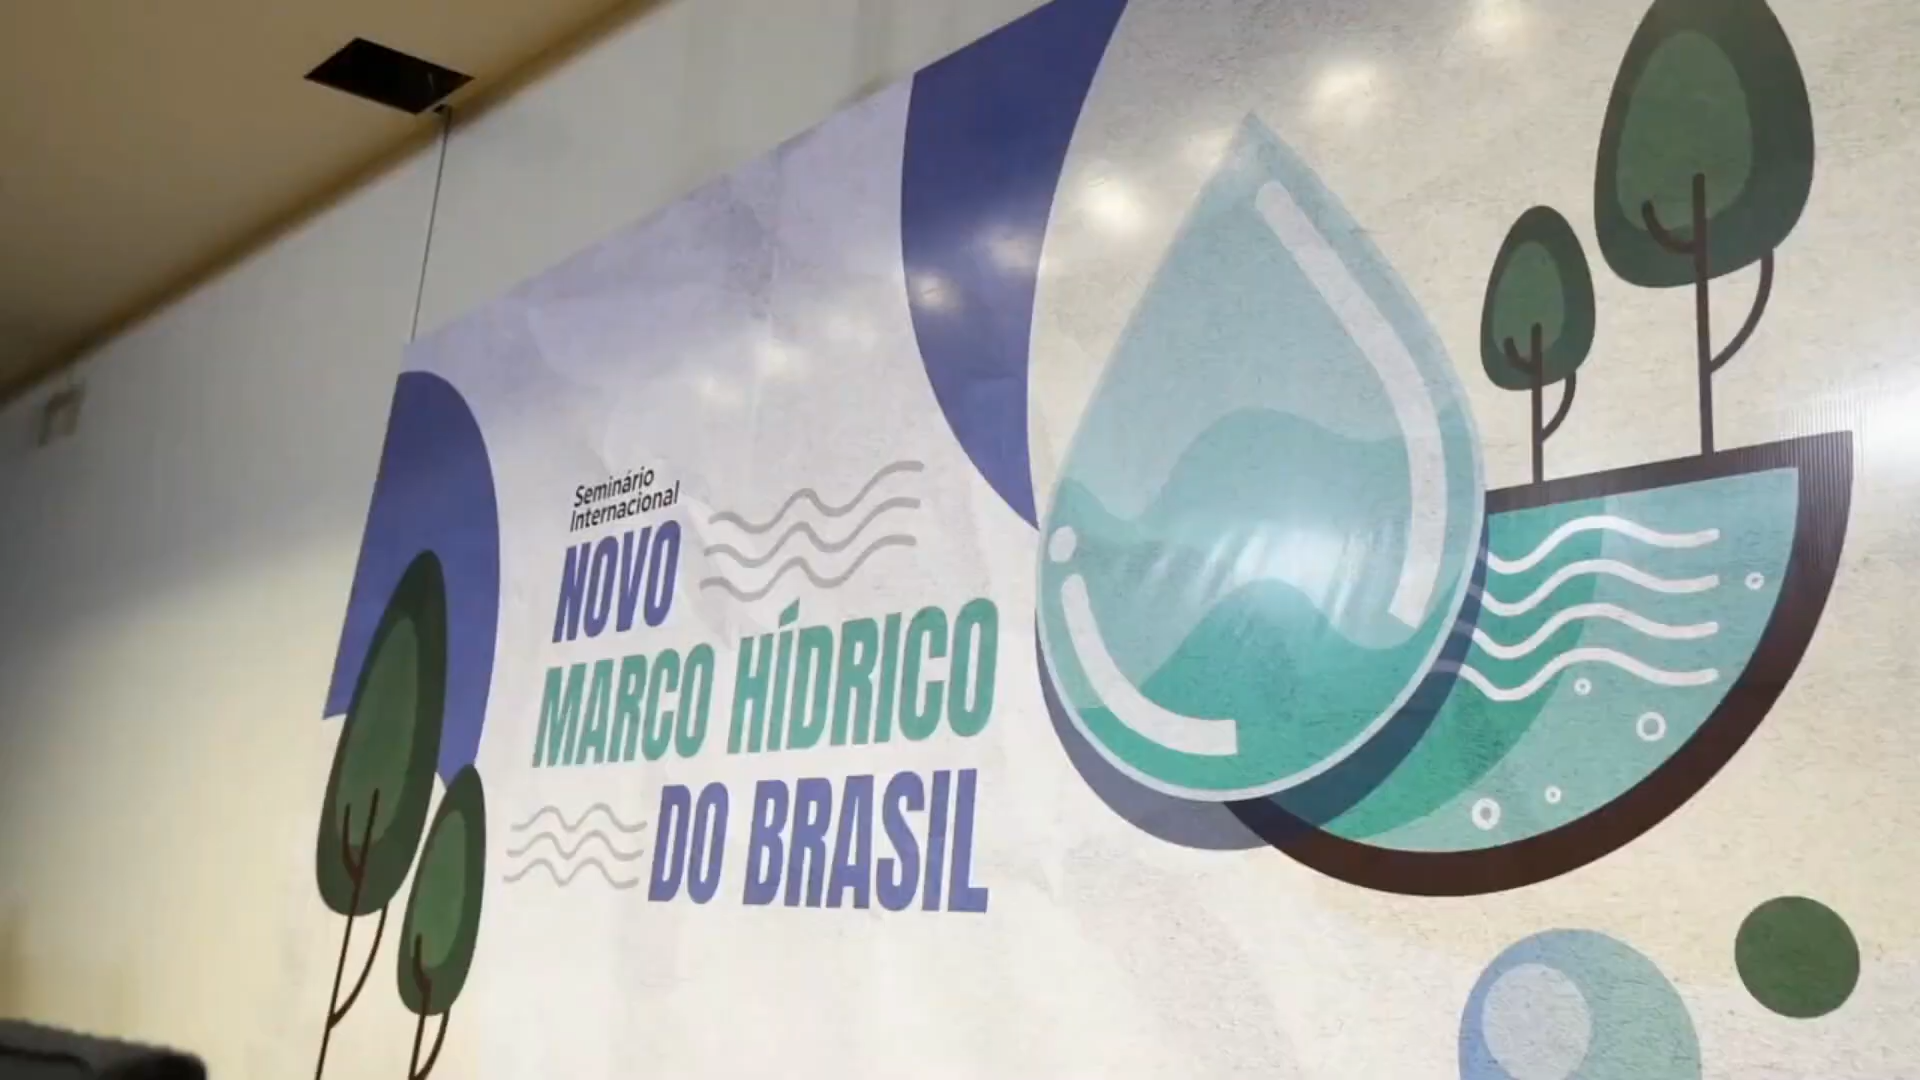 Seminário
Internacional
NOVO
MARCO HÍDRICO
DO BRASIL